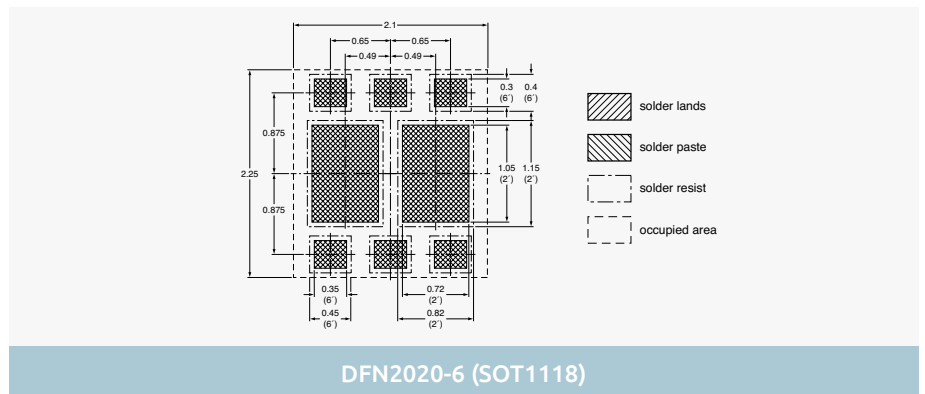 2.1
0.65 0.65
0.49 0.49
0.3 0.4
(6´) (6´)
solder lands
0.875
solder paste
1.05 1.15
(2´) (2´)
2.25
solder resist
0.875
occupied area
0.35 0.72
(6´) (2´)
0.45 0.82
(6´) (2´)
DFN2020-6 (SOT1118)